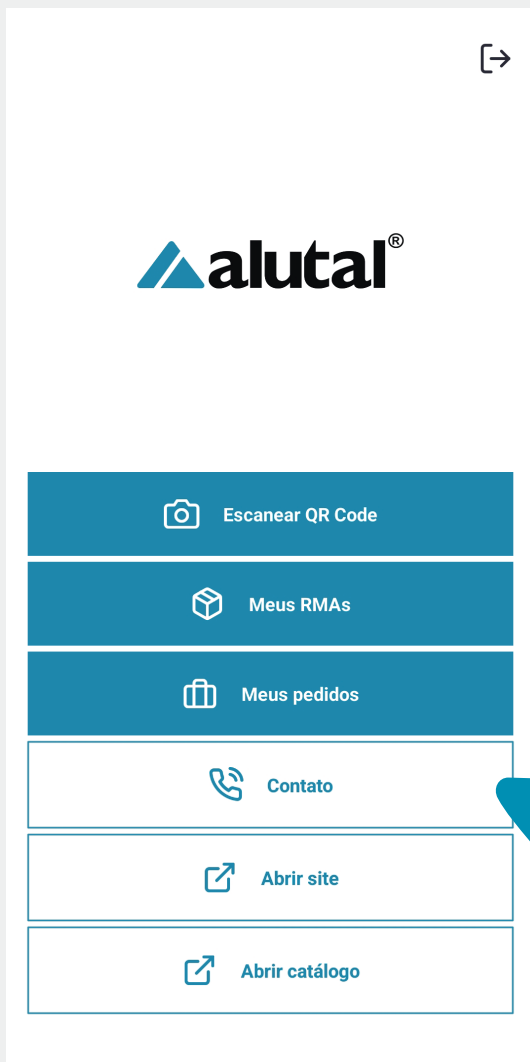 alutal®
Escanear QR Code
Meus RMAs
Meus pedidos
Contato
Abrir site
Abrir catálogo